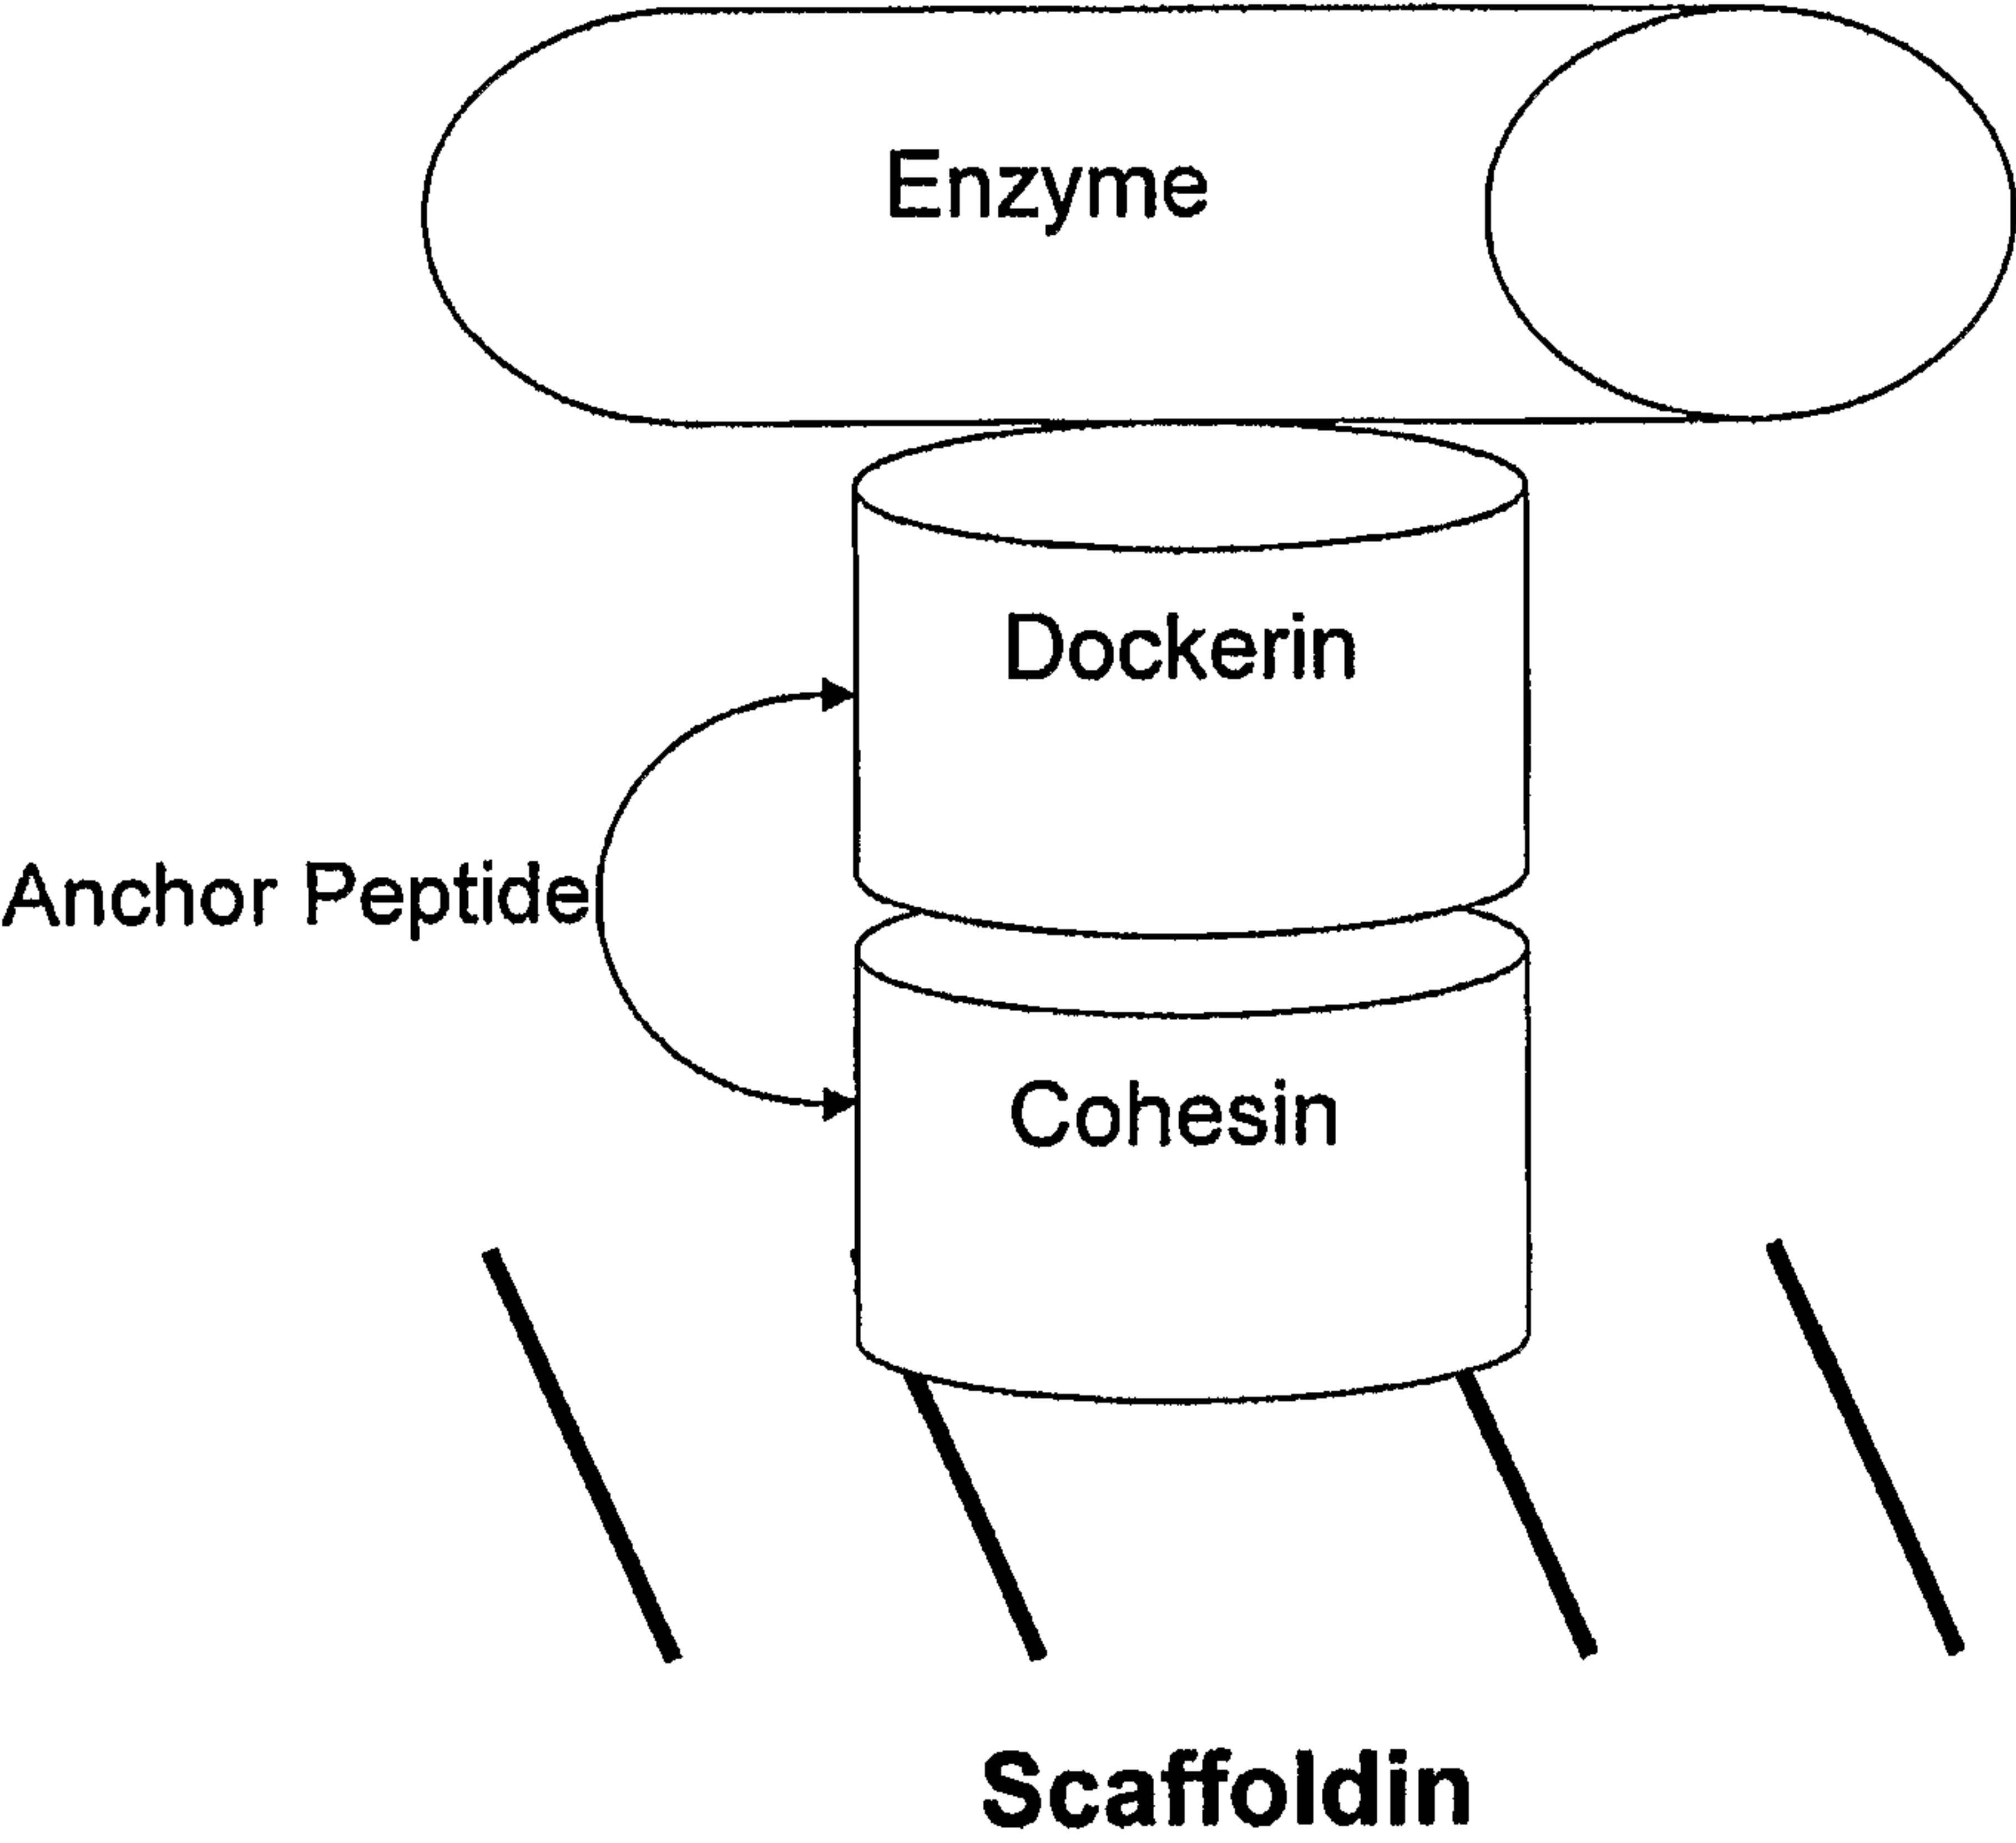 Enzyme
Dockerin
Anchor Peptide
Cohesin
Scaffoldin